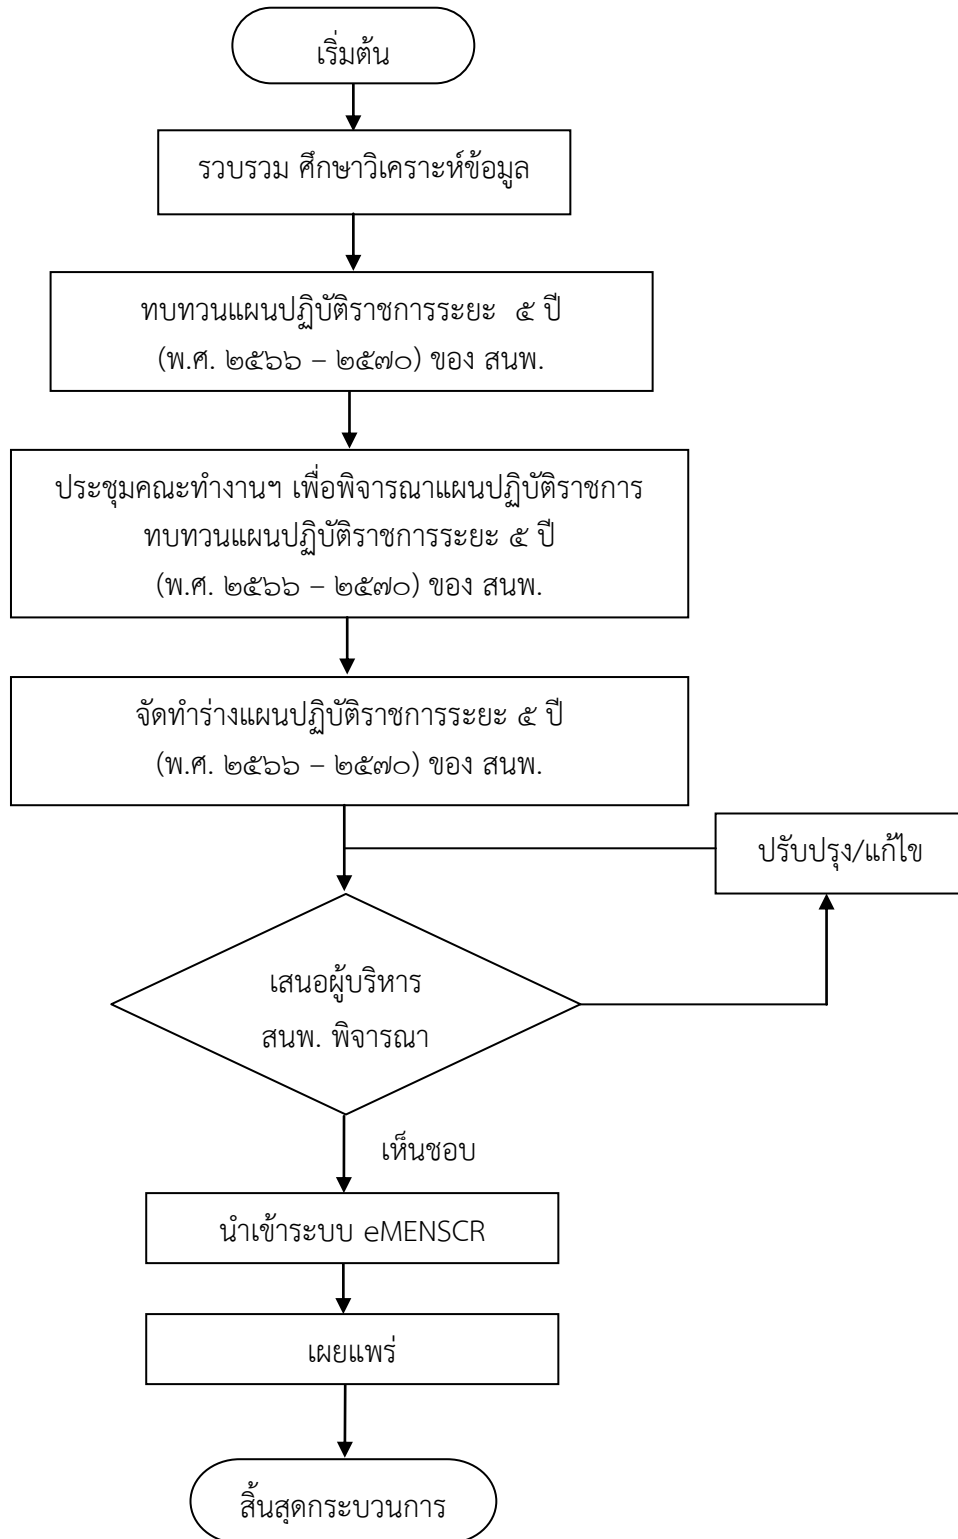 เริ่มต้น
รวบรวม ศึกษาวิเคราะห์ข้อมูล
ทบทวนแผนปฏิบัติราชการระยะ ๕ ปี
(พ.ศ. ๒๕๖๖ – ๒๕๗๐) ของ สนพ.
ประชุมคณะทำงานฯ เพื่อพิจารณาแผนปฏิบัติราชการ
ทบทวนแผนปฏิบัติราชการระยะ ๕ ปี
(พ.ศ. ๒๕๖๖ – ๒๕๗๐) ของ สนพ.
จัดทำร่างแผนปฏิบัติราชการระยะ ๕ ปี
(พ.ศ. ๒๕๖๖ – ๒๕๗๐) ของ สนพ.
ปรับปรุง/แก้ไข
เสนอผู้บริหาร
สนพ. พิจารณา
เห็นชอบ
นำเข้าระบบ eMENSCR
เผยแพร่
สิ้นสุดกระบวนการ